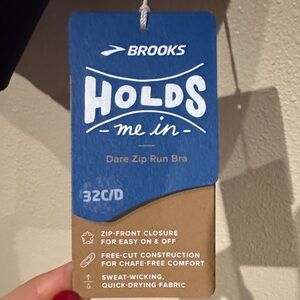 BROOKS
HOLDS
- me in -
Dare Zip Run Bra
32C/D
ZIP-FRONT CLOSURE
FOR EASY ON & OFF
FREE-CUT CONSTRUCTION
FOR CHAFE-FREE COMFORT
SWEAT-WICKING,
QUICK-DRYING FABRIC